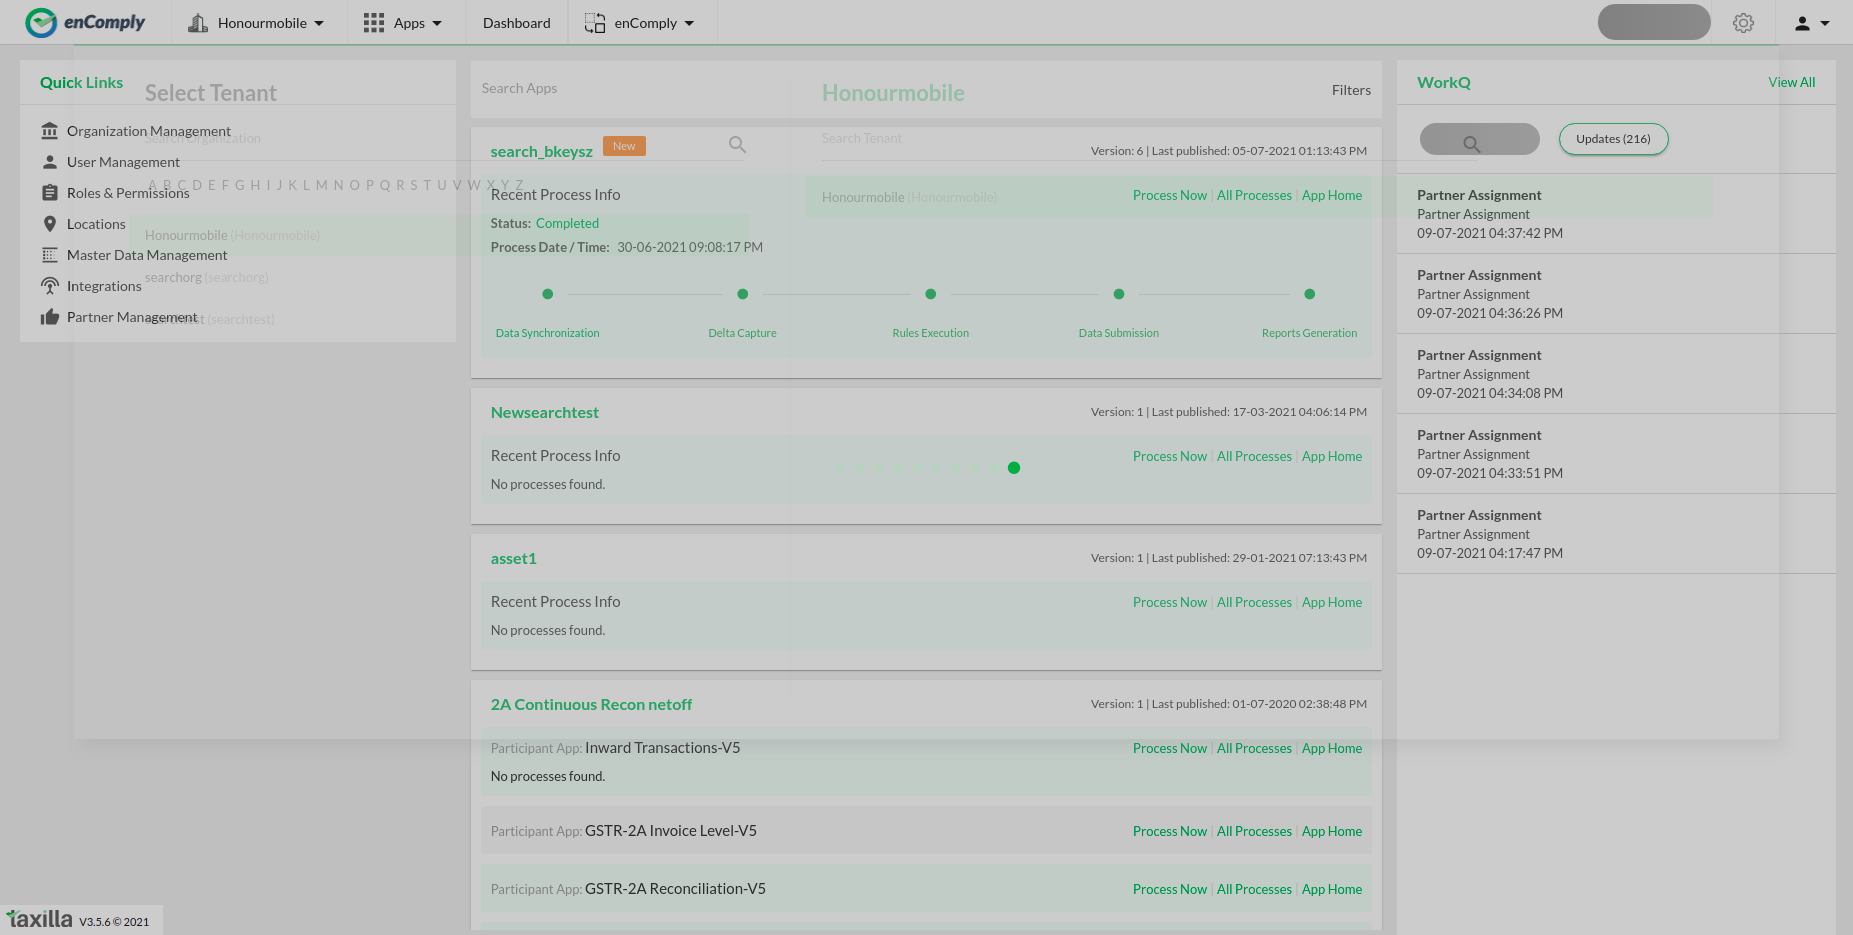 enComply
Honourmobile
Apps
Dashboard
enComply
Quick Links
Organization Management
User Management
Roles & Permissions
Locations
Master Data Management
Integrations
Partner Management
Select Tenant
Search Organization
A B C D E F G H I J K L M N O P Q R S T U V W X Y Z
Honourmobile (Honourmobile)
searchorg (searchorg)
searchtest (searchtest)
Honourmobile
Search Tenant
Honourmobile (Honourmobile)
Search Apps
Filters
search_bkeysz New
Version: 6 | Last published: 05-07-2021 01:13:43 PM
Recent Process Info
Process Now | All Processes | App Home
Status: Completed
Process Date / Time: 30-06-2021 09:08:17 PM
Data Synchronization
Delta Capture
Rules Execution
Data Submission
Reports Generation
Newsearchtest
Version: 1 | Last published: 17-03-2021 04:06:14 PM
Recent Process Info
Process Now | All Processes | App Home
No processes found.
asset1
Version: 1 | Last published: 29-01-2021 07:13:43 PM
Recent Process Info
Process Now | All Processes | App Home
No processes found.
2A Continuous Recon netoff
Version: 1 | Last published: 01-07-2020 02:38:48 PM
Participant App: Inward Transactions-V5
Process Now | All Processes | App Home
No processes found.
Participant App: GSTR-2A Invoice Level-V5
Process Now | All Processes | App Home
Participant App: GSTR-2A Reconciliation-V5
Process Now | All Processes | App Home
WorkQ
View All
Updates (216)
Partner Assignment
Partner Assignment
09-07-2021 04:37:42 PM
Partner Assignment
Partner Assignment
09-07-2021 04:36:26 PM
Partner Assignment
Partner Assignment
09-07-2021 04:34:08 PM
Partner Assignment
Partner Assignment
09-07-2021 04:33:51 PM
Partner Assignment
Partner Assignment
09-07-2021 04:17:47 PM
taxilla V3.5.6 © 2021